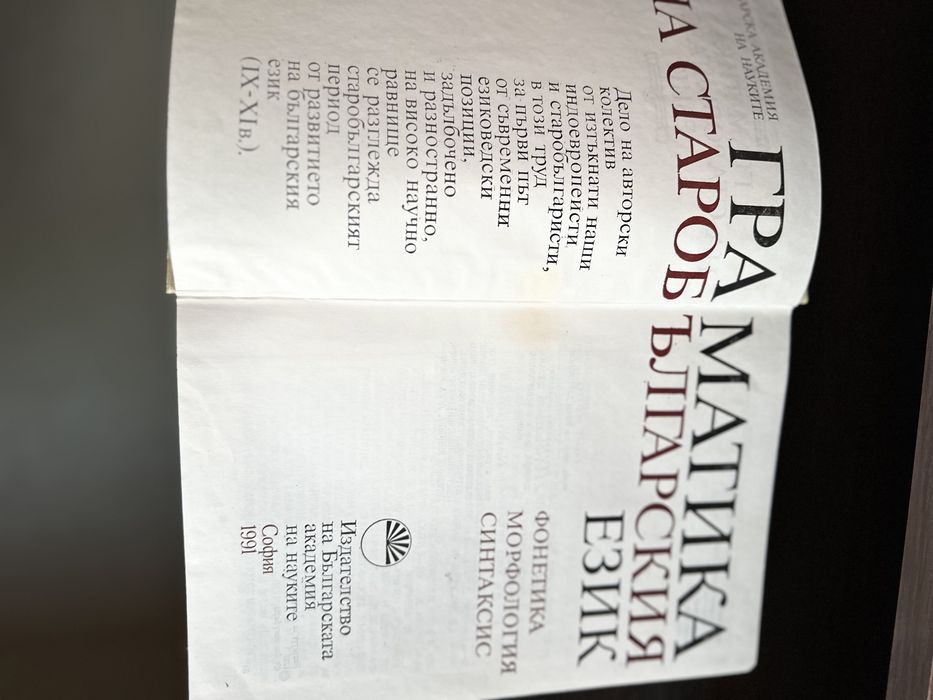 АРСКА АКАДЕМИЯ
НА НАУКИТЕ
ГРАМАТИКА
НА СТАРОБЪЛГАРСКИЯ
ЕЗИК
Дело на авторски
колектив
от изтъкнати наши
индоевропеисти
и старобългаристи,
в този труд
за първи път
от съвременни
езиковедски
позиции,
задълбочено
и разностранно,
на високо научно
равнище
се разглежда
старобългарският
период
от развитието
на българския
език
(IX-XI в.).
ФОНЕТИКА
МОРФОЛОГИЯ
СИНТАКСИС
Издателство
на Българската
академия
на науките
София
1991